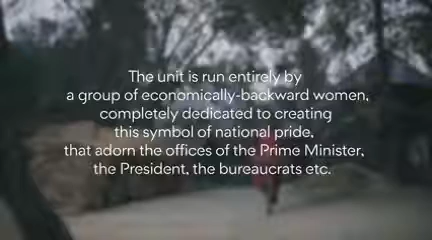 The unit is run entirely by
a group of economically-backward women,
completely dedicated to creating
this symbol of national pride,
that adorn the offices of the Prime Minister,
the President, the bureaucrats etc.